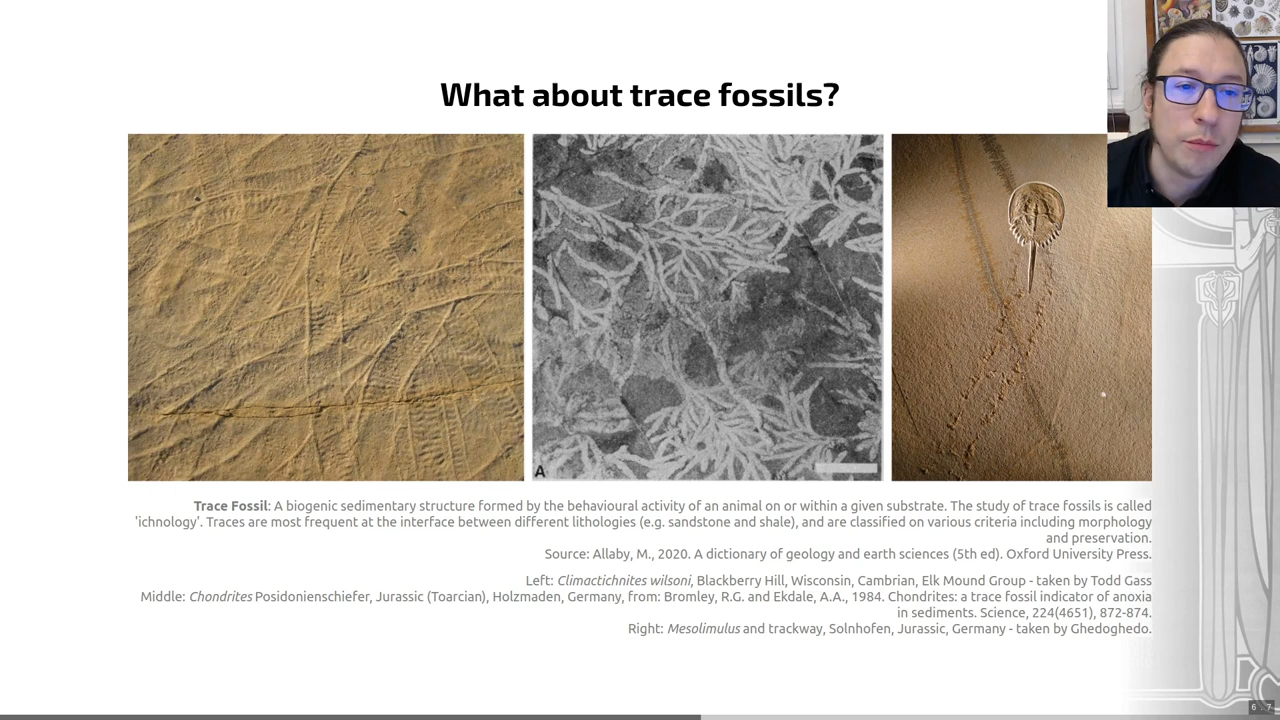 What about trace fossils?
A
Trace Fossil: A biogenic sedimentary structure formed by the behavioural activity of an animal on or within a given substrate. The study of trace fossils is called
'ichnology'. Traces are most frequent at the interface between different lithologies (e.g. sandstone and shale), and are classified on various criteria including morphology
and preservation.
Source: Allaby, M., 2020. A dictionary of geology and earth sciences (5th ed). Oxford University Press.
Left: Climactichnites wilsoni, Blackberry Hill, Wisconsin, Cambrian, Elk Mound Group - taken by Todd Gass
Middle: Chondrites Posidonienschiefer, Jurassic (Toarcian), Holzmaden, Germany, from: Bromley, R.G. and Ekdale, A.A., 1984. Chondrites: a trace fossil indicator of anoxia
in sediments. Science, 224(4651), 872-874.
Right: Mesolimulus and trackway, Solnhofen, Jurassic, Germany - taken by Ghedoghedo.
6 / 7